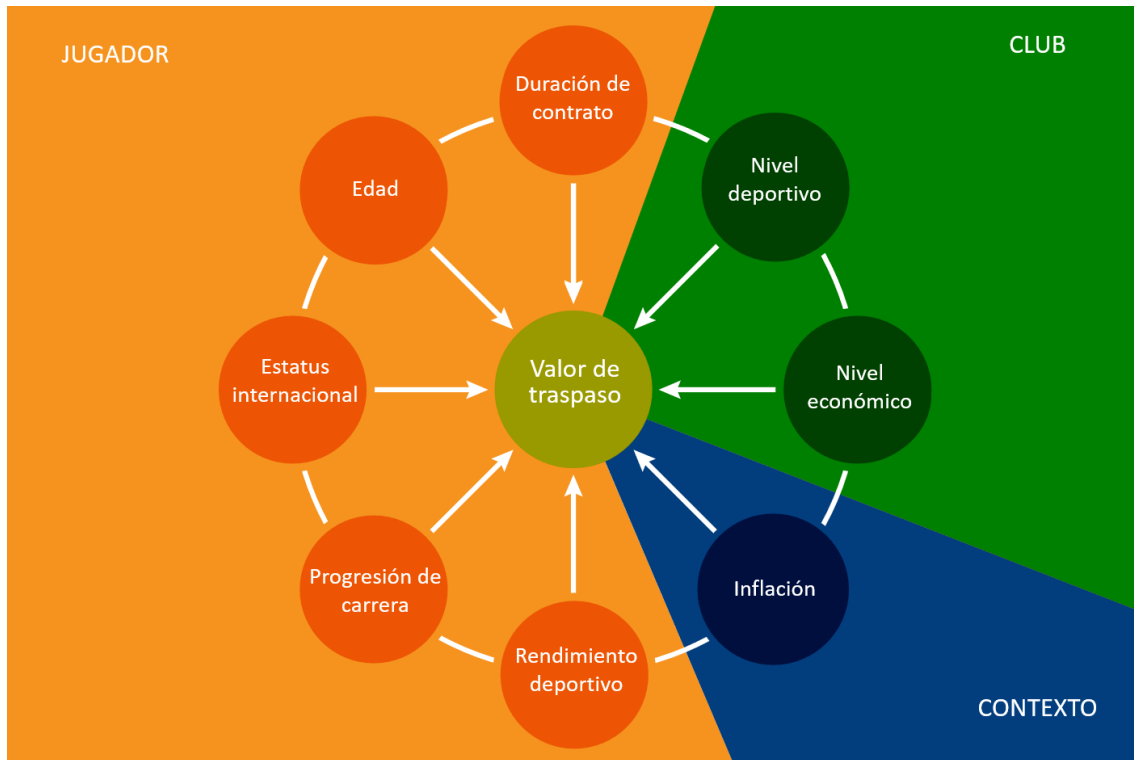 JUGADOR
CLUB
Duración de
contrato
Nivel
deportivo
Edad
Estatus
internacional
Valor de
traspaso
Nivel
económico
Progresión de
carrera
Inflación
Rendimiento
deportivo
CONTEXTO